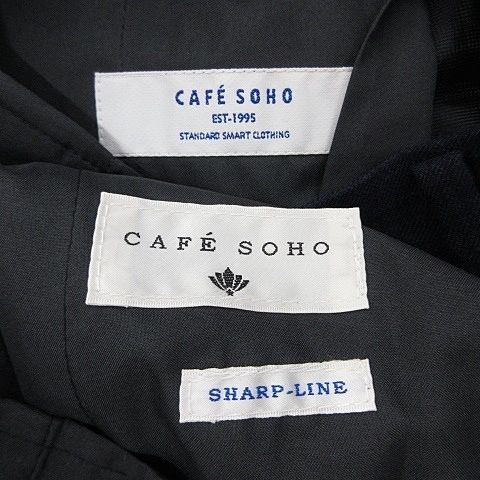 CAFÉ SOHO
EST-1995
STANDARD SMART CLOTHING
CAFÉ SOHO
SHARP-LINE